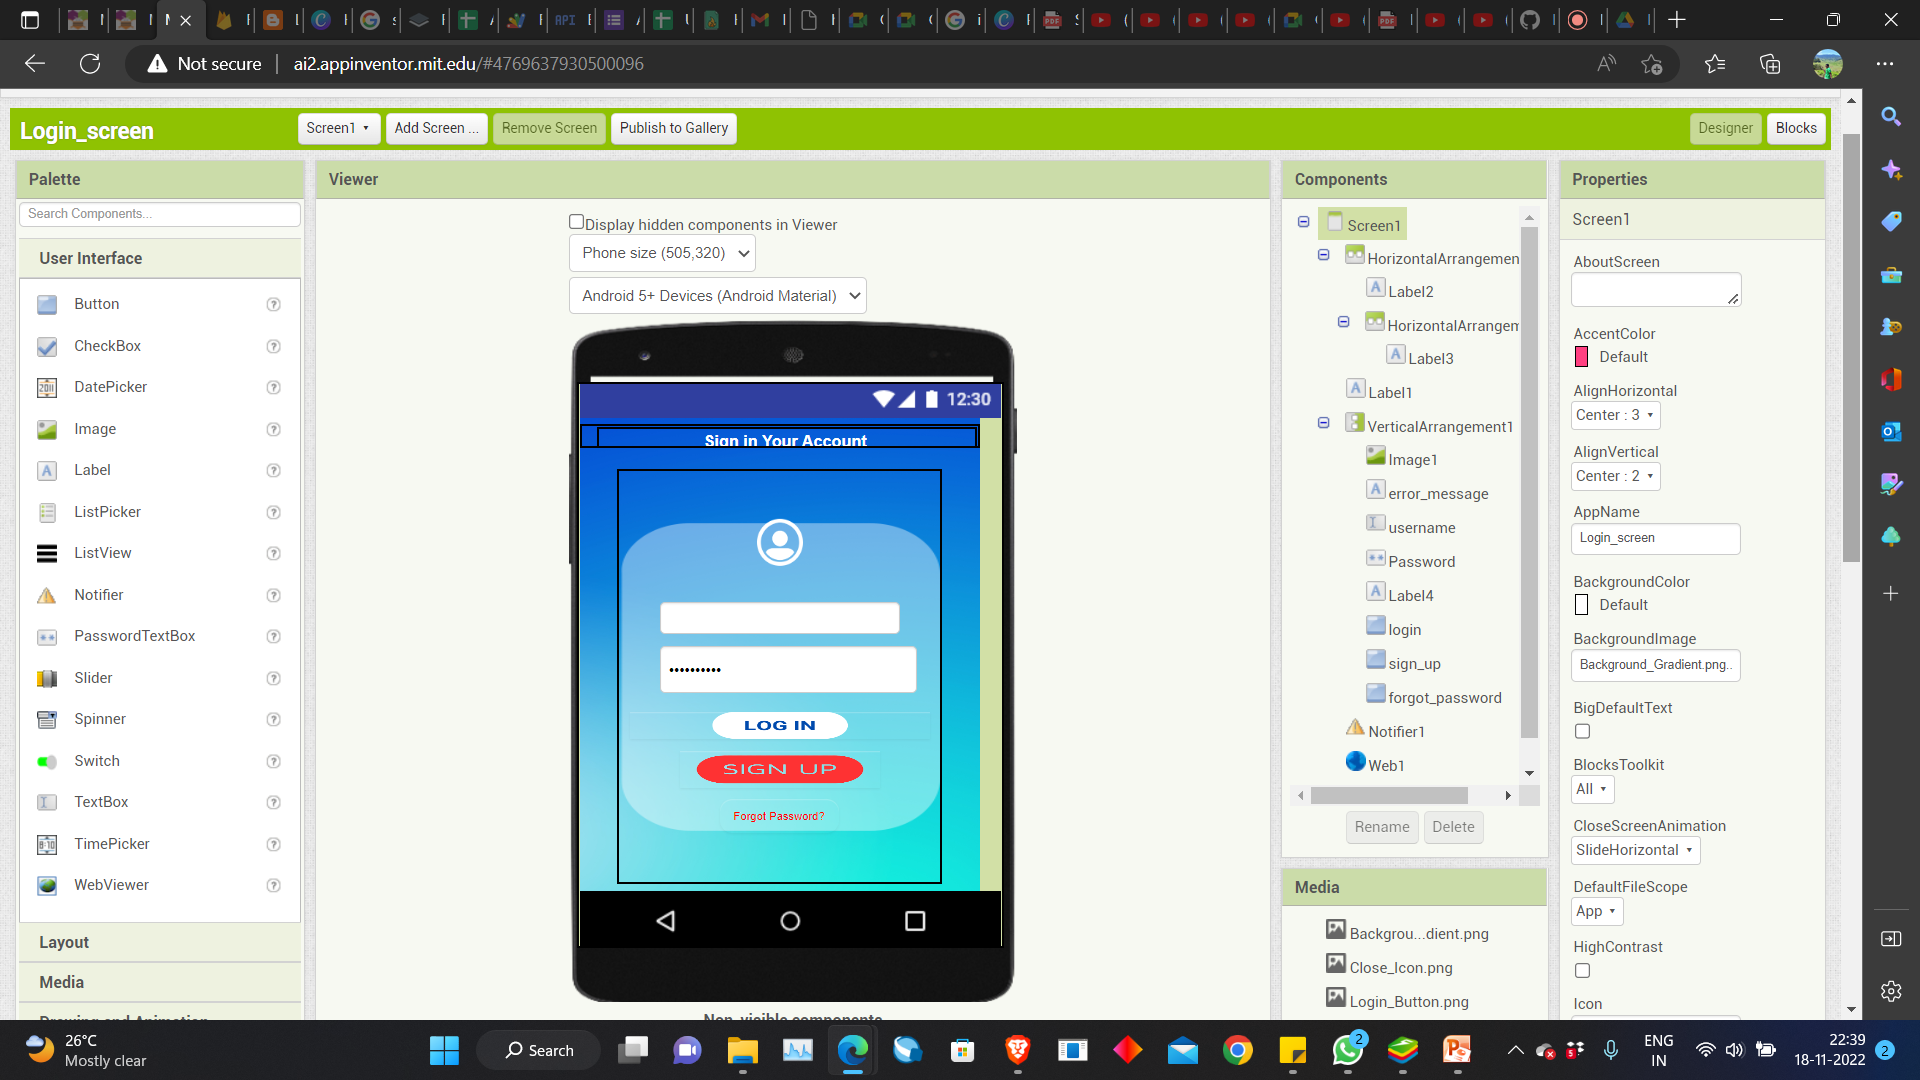 Not secure
ai2.appinventor.mit.edu/#4769637930500096
Login_screen
Screen1
Add Screen ...
Remove Screen
Publish to Gallery
Designer
Blocks
Palette
Viewer
Components
Properties
Search Components...
User Interface
Button
CheckBox
DatePicker
Image
Label
ListPicker
ListView
Notifier
PasswordTextBox
Slider
Spinner
Switch
TextBox
TimePicker
WebViewer
Layout
Media
Drawing and Animation
Display hidden components in Viewer
Phone size (505,320)
Android 5+ Devices (Android Material)
12:30
Sign in Your Account
LOG IN
SIGN UP
Forgot Password?
Non-visible components
Screen1
HorizontalArrangemen
Label2
HorizontalArrangem
Label3
Label1
VerticalArrangement1
Image1
error_message
username
Password
Label4
login
sign_up
forgot_password
Notifier1
Web1
Rename
Delete
Media
Backgrou...dient.png
Close_Icon.png
Login_Button.png
Screen1
AboutScreen
AccentColor
Default
AlignHorizontal
Center : 3
AlignVertical
Center : 2
AppName
Login_screen
BackgroundColor
Default
BackgroundImage
Background_Gradient.png...
BigDefaultText
BlocksToolkit
All
CloseScreenAnimation
SlideHorizontal
DefaultFileScope
App
HighContrast
Icon
26°C
Mostly clear
Search
2
ENG
IN
22:39
18-11-2022
2